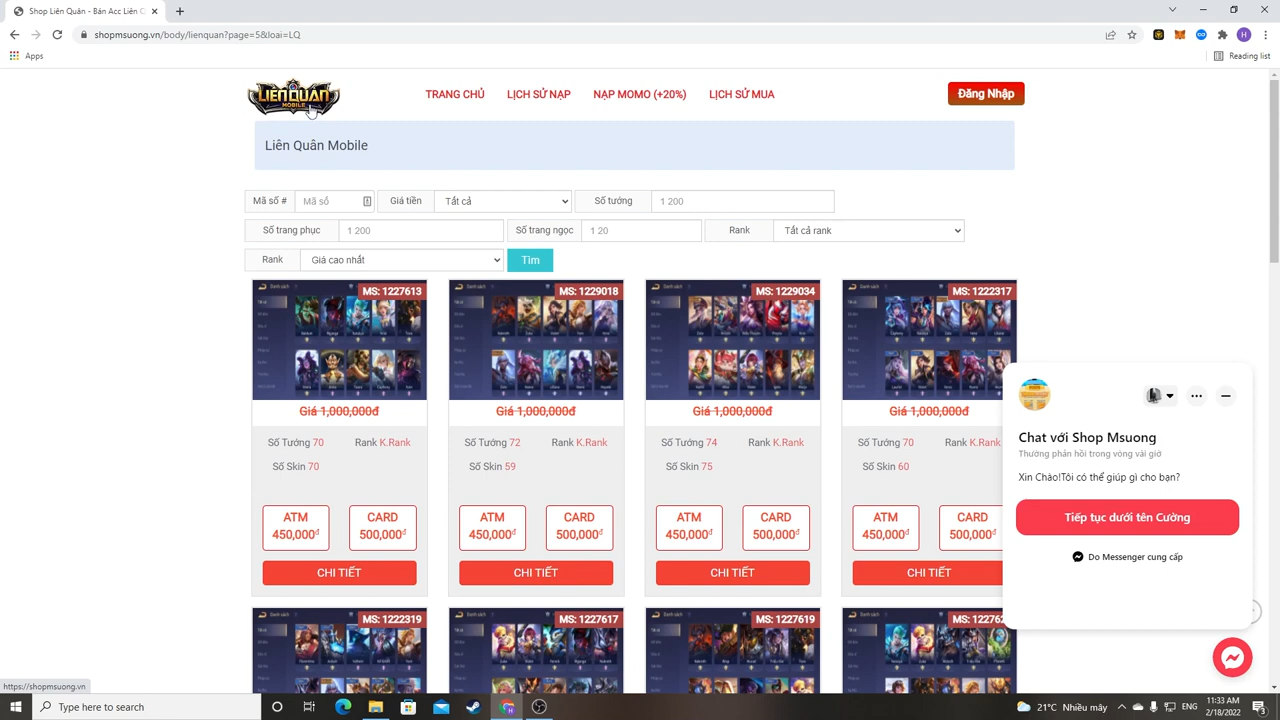 Shop Liên Quân - Bán Acc Liên Q
shopmsuong.vn/body/lienquan?page=5&loai=LQ
H
Apps
Reading list
LIÊN QUÂN
MOBILE
TRANG CHỦ
LỊCH SỬ NẠP
NẠP MOMO (+20%)
LỊCH SỬ MUA
Đăng Nhập
Liên Quân Mobile
Mã số #
Mã số
Giá tiền
Tất cả
Số tướng
1 200
Số trang phục
1 200
Số trang ngọc
1 20
Rank
Tất cả rank
Rank
Giá cao nhất
Tìm
MS: 1227613
MS: 1229018
MS: 1229034
MS: 1222317
Giá 1,000,000đ
Giá 1,000,000đ
Giá 1,000,000đ
Giá 1,000,000đ
Số Tướng 70
Rank K.Rank
Số Tướng 72
Rank K.Rank
Số Tướng 74
Rank K.Rank
Số Tướng 70
Rank K.Rank
Số Skin 70
Số Skin 59
Số Skin 75
Số Skin 60
ATM
450,000đ
CARD
500,000đ
ATM
450,000đ
CARD
500,000đ
ATM
450,000đ
CARD
500,000đ
ATM
450,000đ
CARD
500,000đ
CHI TIẾT
CHI TIẾT
CHI TIẾT
CHI TIẾT
MS: 1222319
MS: 1227617
MS: 1227619
Chat với Shop Msuong
Thường phản hồi trong vòng vài giờ
Xin Chào!Tôi có thể giúp gì cho bạn?
Tiếp tục dưới tên Cường
Do Messenger cung cấp
https://shopmsuong.vn
Type here to search
21°C Nhiều mây
ENG
11:33 AM
2/18/2022
3